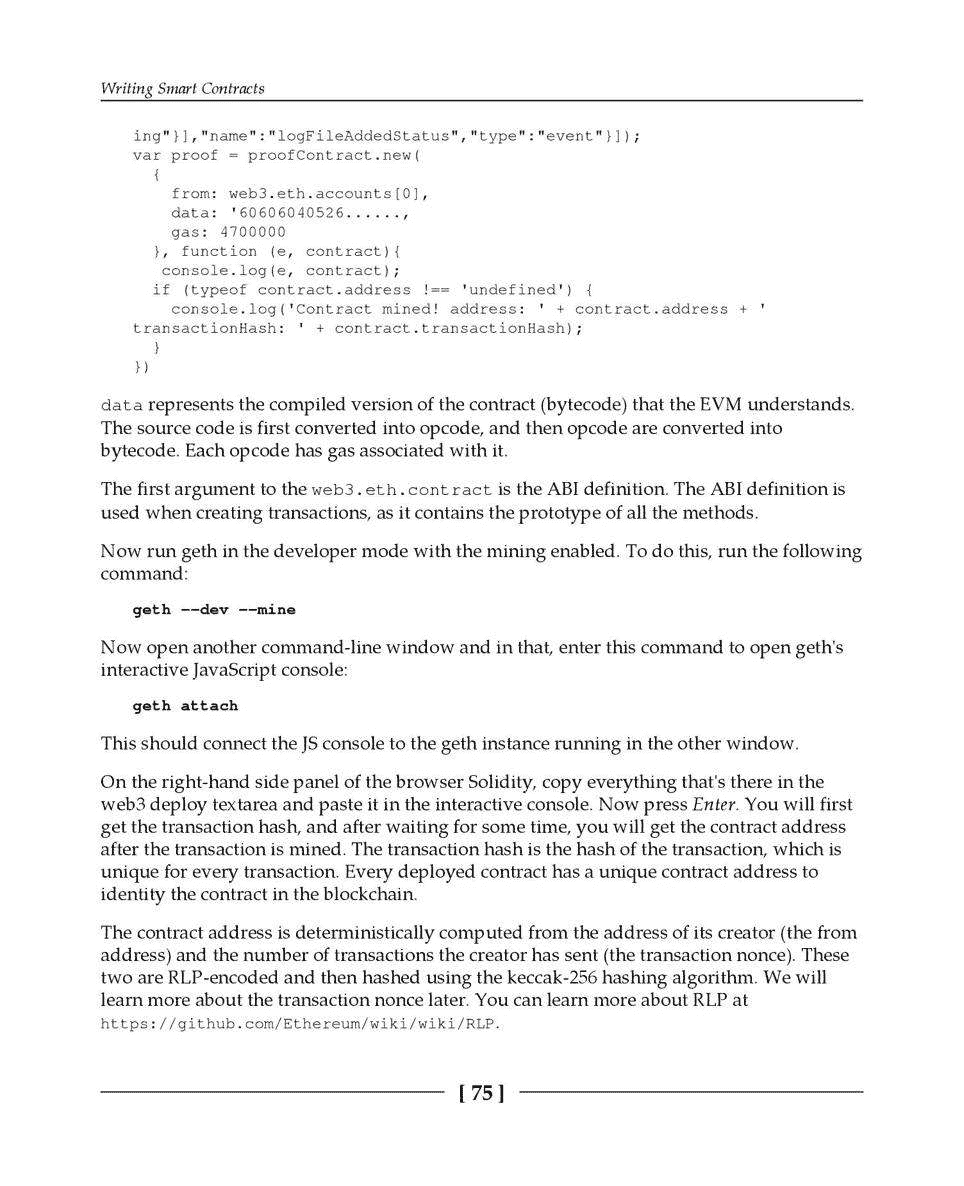 Writing Smart Contracts
ing"}],"name":"logFileAddedStatus","type":"event"}]);
var proof = proofContract.new(
{
from: web3.eth.accounts[0],
data: '60606040526......,
gas: 4700000
}, function (e, contract){
console.log(e, contract);
if (typeof contract.address !== 'undefined') {
console.log('Contract mined! address: ' + contract.address + '
transactionHash: ' + contract.transactionHash);
}
})
data represents the compiled version of the contract (bytecode) that the EVM understands.
The source code is first converted into opcode, and then opcode are converted into
bytecode. Each opcode has gas associated with it.
The first argument to the web3.eth.contract is the ABI definition. The ABI definition is
used when creating transactions, as it contains the prototype of all the methods.
Now run geth in the developer mode with the mining enabled. To do this, run the following
command:
geth --dev --mine
Now open another command-line window and in that, enter this command to open geth's
interactive JavaScript console:
geth attach
This should connect the JS console to the geth instance running in the other window.
On the right-hand side panel of the browser Solidity, copy everything that's there in the
web3 deploy textarea and paste it in the interactive console. Now press Enter. You will first
get the transaction hash, and after waiting for some time, you will get the contract address
after the transaction is mined. The transaction hash is the hash of the transaction, which is
unique for every transaction. Every deployed contract has a unique contract address to
identity the contract in the blockchain.
The contract address is deterministically computed from the address of its creator (the from
address) and the number of transactions the creator has sent (the transaction nonce). These
two are RLP-encoded and then hashed using the keccak-256 hashing algorithm. We will
learn more about the transaction nonce later. You can learn more about RLP at
https://github.com/Ethereum/wiki/wiki/RLP.
[ 75 ]